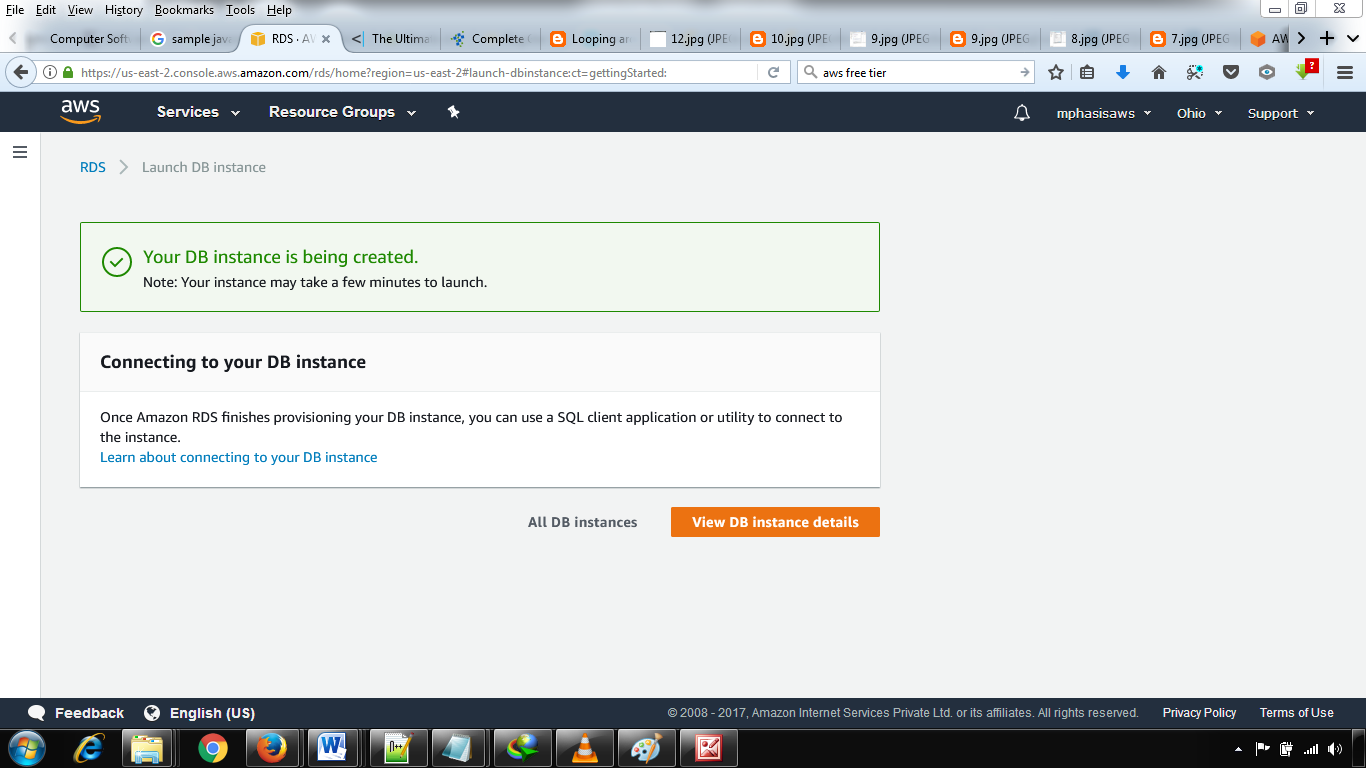 File Edit View History Bookmarks Tools Help
Computer Soft sample java RDS · A The Ultima Complete Looping an 12.jpg (JPEG 10.jpg (JPEG 9.jpg (JPEG 9.jpg (JPEG 8.jpg (JPEG 7.jpg (JPEG AW
https://us-east-2.console.aws.amazon.com/rds/home?region=us-east-2#launch-dbinstance:ct=gettingStarted: aws free tier
aws Services Resource Groups mphasisaws Ohio Support
RDS Launch DB instance
Your DB instance is being created.
Note: Your instance may take a few minutes to launch.
Connecting to your DB instance
Once Amazon RDS finishes provisioning your DB instance, you can use a SQL client application or utility to connect to
the instance.
Learn about connecting to your DB instance
All DB instances View DB instance details
Feedback English (US) © 2008 - 2017, Amazon Internet Services Private Ltd. or its affiliates. All rights reserved. Privacy Policy Terms of Use